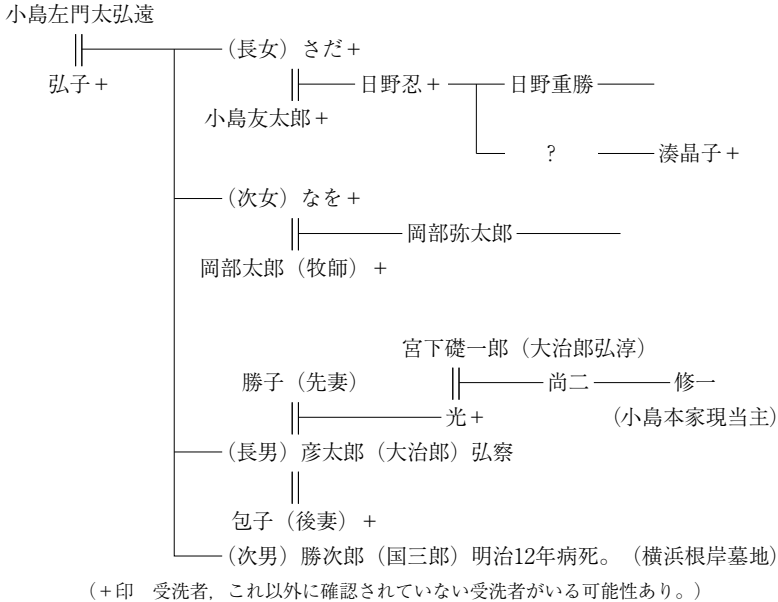 小島左門太弘遠
弘子+
(長女) さだ+
小島友太郎+
日野忍+
日野重勝
?
湊晶子+
(次女) なを+
岡部弥太郎
岡部太郎(牧師)+
宮下礎一郎(大治郎弘淳)
勝子(先妻)
尚二
修一
光+
(小島本家現当主)
(長男) 彦太郎(大治郎)弘察
包子(後妻)+
(次男) 勝次郎(国三郎)明治12年病死。(横浜根岸墓地)
(+印 受洗者, これ以外に確認されていない受洗者がいる可能性あり。)